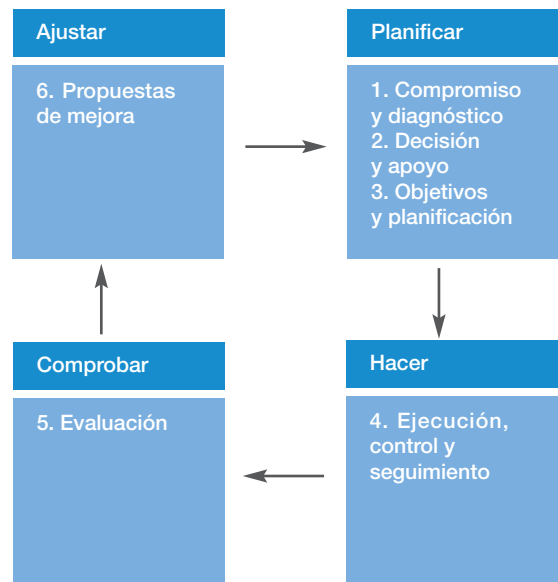 Ajustar
6. Propuestas
de mejora
Planificar
1. Compromiso
y diagnóstico
2. Decisión
y apoyo
3. Objetivos
y planificación
Hacer
4. Ejecución,
control y
seguimiento
Comprobar
5. Evaluación